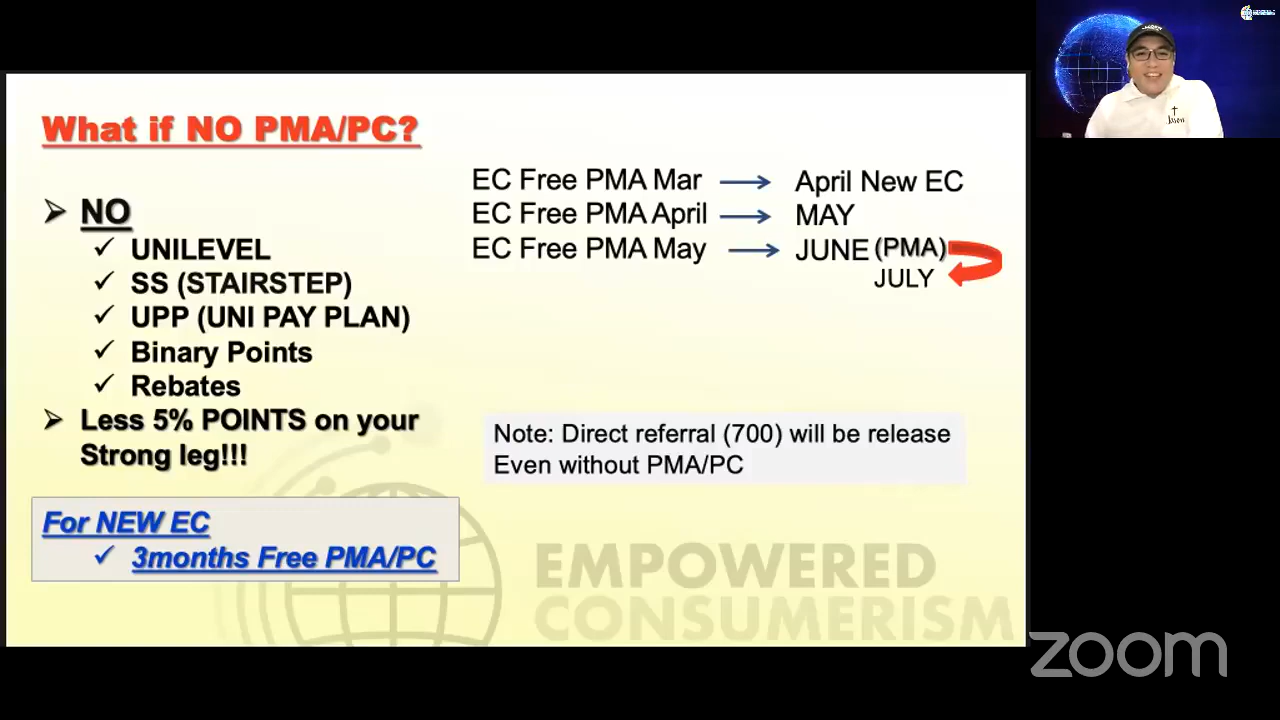 What if NO PMA/PC?
NO
UNILEVEL
SS (STAIRSTEP)
UPP (UNI PAY PLAN)
Binary Points
Rebates
Less 5% POINTS on your
Strong leg!!!
For NEW EC
3months Free PMA/PC
EC Free PMA Mar
April New EC
EC Free PMA April
MAY
EC Free PMA May
JUNE (PMA)
JULY
Note: Direct referral (700) will be release
Even without PMA/PC
EMPOWERED
CONSUMERISM
Jason
zoom